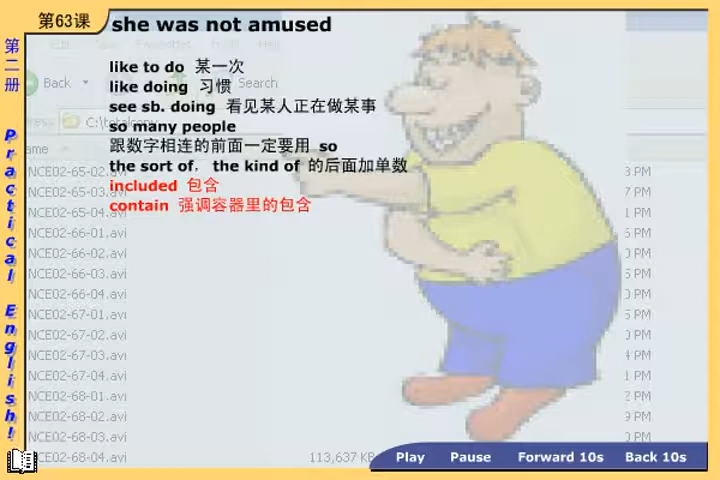 第63课
she was not amused
like to do 某一次
like doing 习惯
see sb. doing 看见某人正在做某事
so many people
跟数字相连的前面一定要用 so
the sort of, the kind of 的后面加单数
included 包含
contain 强调容器里的包含
第二册
Practical English!
Back
Search
C:\totalcopy
NCE02-65-02.avi
NCE02-65-03.avi
NCE02-65-04.avi
NCE02-66-01.avi
NCE02-66-02.avi
NCE02-66-03.avi
NCE02-66-04.avi
NCE02-67-01.avi
NCE02-67-02.avi
NCE02-67-03.avi
NCE02-67-04.avi
NCE02-68-01.avi
NCE02-68-02.avi
NCE02-68-03.avi
NCE02-68-04.avi 113,637 KB
Play Pause Forward 10s Back 10s